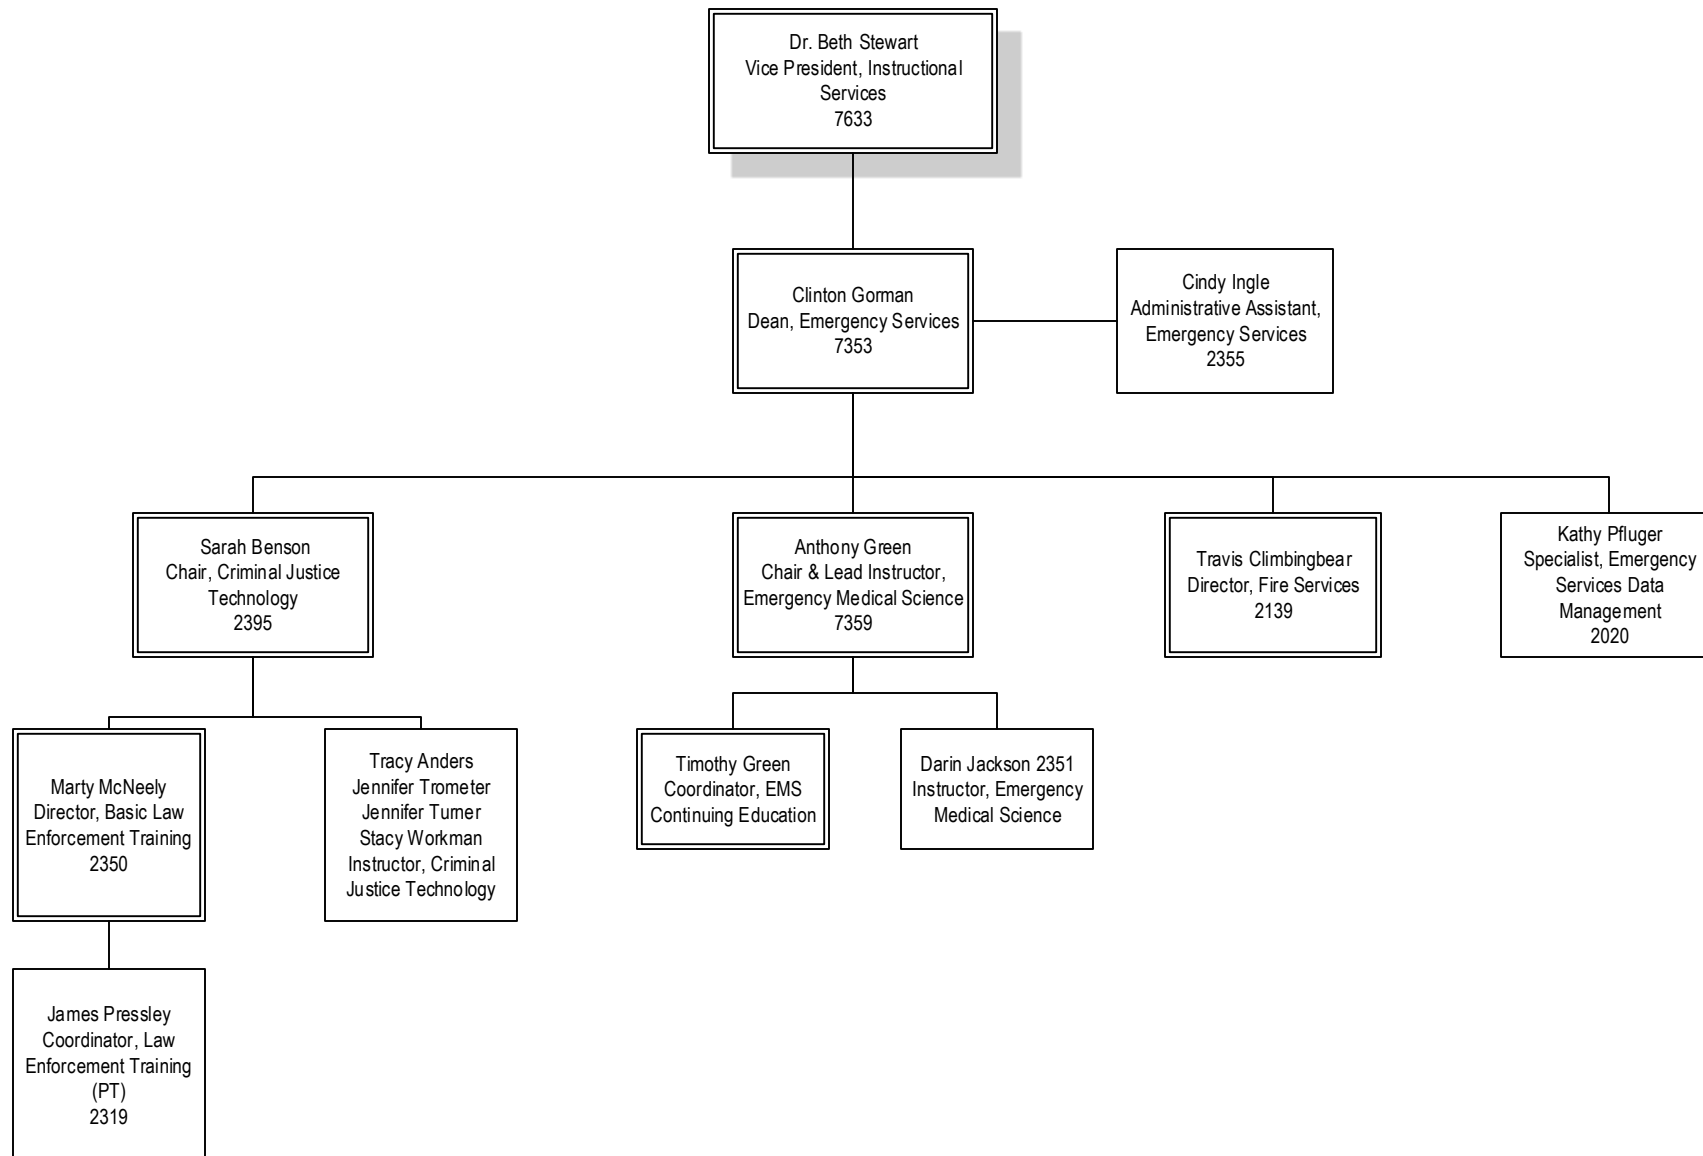 Dr. Beth Stewart
Vice President, Instructional
Services
7633
Clinton Gorman
Dean, Emergency Services
7353
Cindy Ingle
Administrative Assistant,
Emergency Services
2355
Sarah Benson
Chair, Criminal Justice
Technology
2395
Anthony Green
Chair & Lead Instructor,
Emergency Medical Science
7359
Travis Climbingbear
Director, Fire Services
2139
Kathy Pfluger
Specialist, Emergency
Services Data
Management
2020
Marty McNeely
Director, Basic Law
Enforcement Training
2350
Tracy Anders
Jennifer Trometer
Jennifer Turner
Stacy Workman
Instructor, Criminal
Justice Technology
Timothy Green
Coordinator, EMS
Continuing Education
Darin Jackson 2351
Instructor, Emergency
Medical Science
James Pressley
Coordinator, Law
Enforcement Training
(PT)
2319